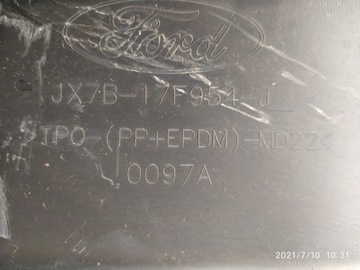 Ford
JX7B-17F954-J
>TPO-(PP+EPDM)-MD22<
0097A
2021/7/10 10:31